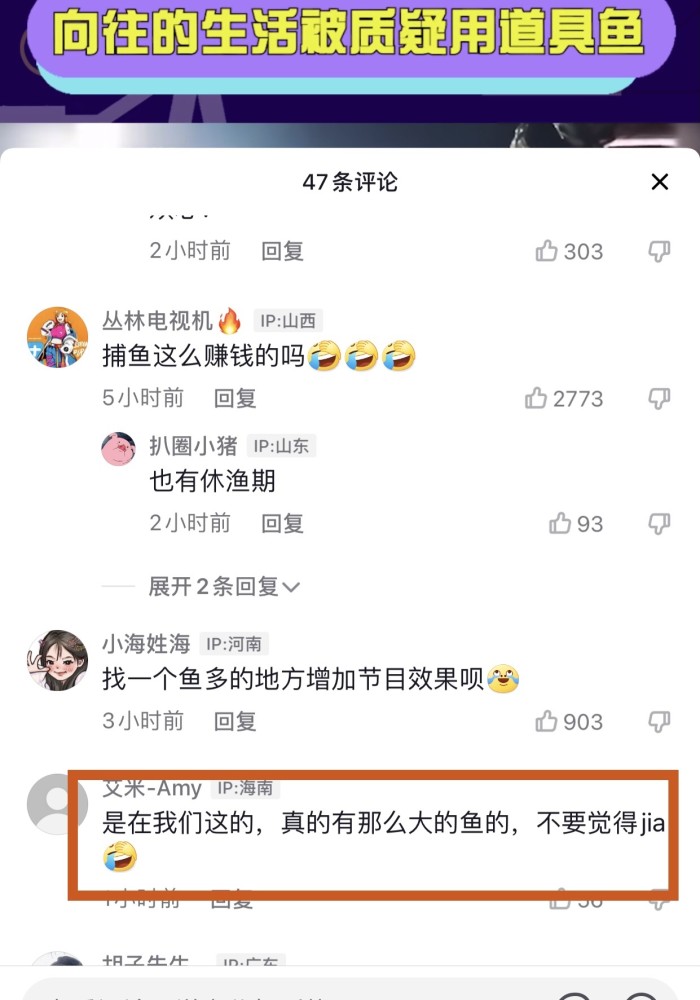 向往的生活被质疑用道具鱼
47条评论
2小时前 回复 303
丛林电视机 IP:山西
捕鱼这么赚钱的吗
5小时前 回复 2773
扒圈小猪 IP:山东
也有休渔期
2小时前 回复 93
展开2条回复
小海姓海 IP:河南
找一个鱼多的地方增加节目效果呗
3小时前 回复 903
艾米-Amy IP:海南
是在我们这的，真的有那么大的鱼的，不要觉得jia
1小时前 回复 56
胡子先生 IP:广东